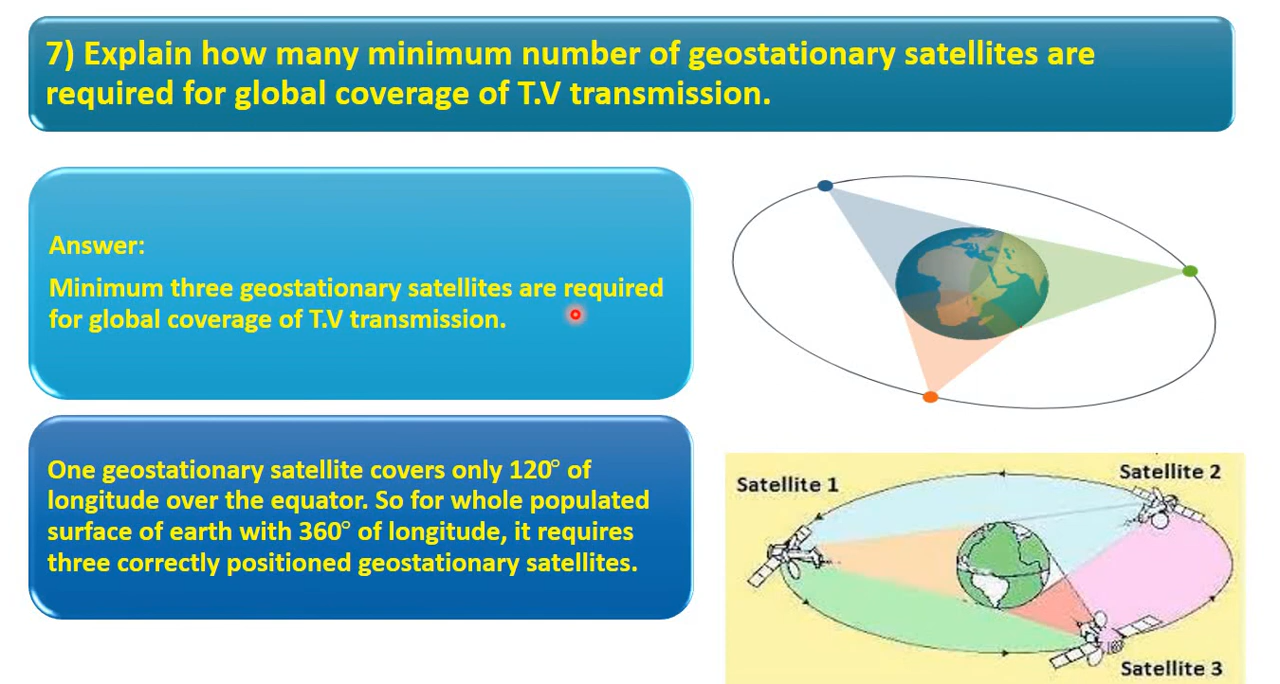 7) Explain how many minimum number of geostationary satellites are
required for global coverage of T.V transmission.
Answer:
Minimum three geostationary satellites are required
for global coverage of T.V transmission.
One geostationary satellite covers only 120° of
longitude over the equator. So for whole populated
surface of earth with 360° of longitude, it requires
three correctly positioned geostationary satellites.
Satellite 1
Satellite 2
Satellite 3